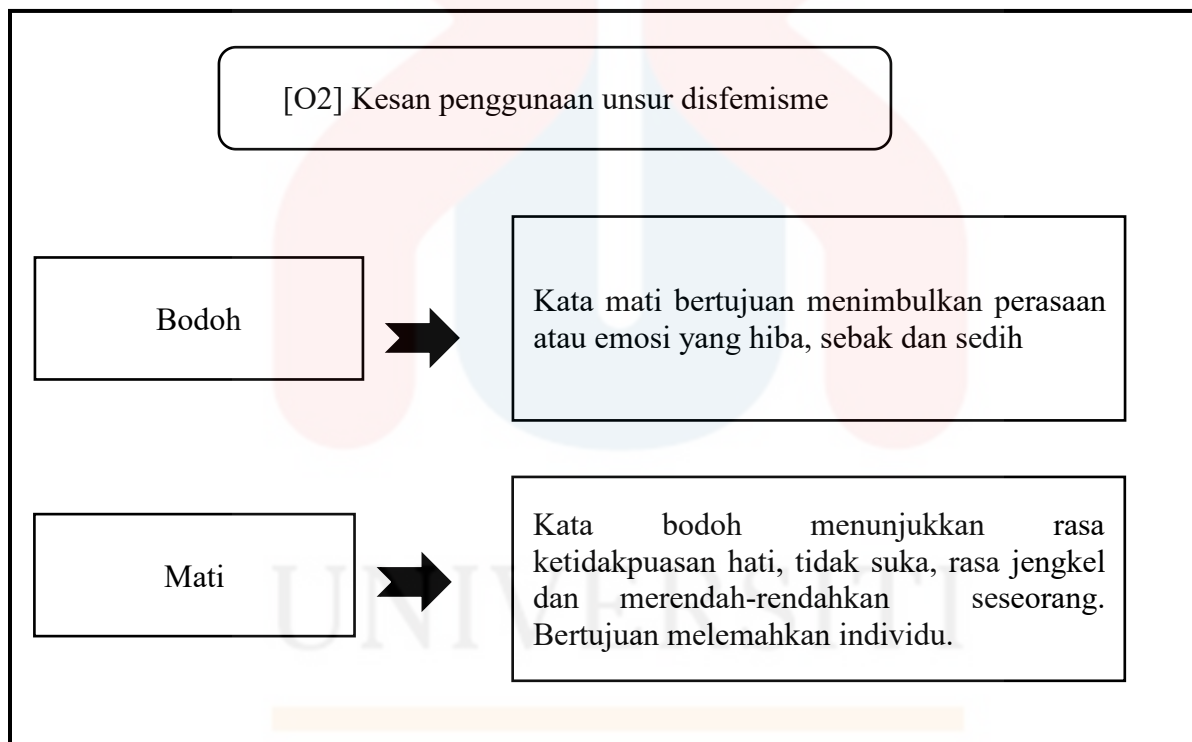 [O2] Kesan penggunaan unsur disfemisme
Bodoh
Kata mati bertujuan menimbulkan perasaan
atau emosi yang hiba, sebak dan sedih
Mati
Kata bodoh menunjukkan rasa
ketidakpuasan hati, tidak suka, rasa jengkel
dan merendah-rendahkan seseorang.
Bertujuan melemahkan individu.
UNIVERSITI